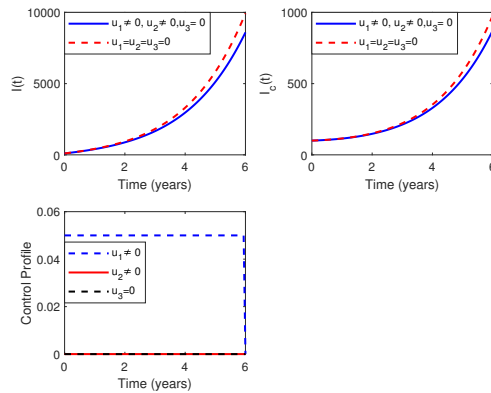 10000
5000
0
I(t)
u₁≠ 0, u₂≠ 0,u₃= 0
u₁=u₂=u₃=0
0 2 4 6
Time (years)
1000
500
0
I_c(t)
u₁≠ 0, u₂≠ 0,u₃= 0
u₁=u₂=u₃=0
0 2 4 6
Time (years)
0.06
0.04
0.02
0
Control Profile
u₁≠ 0
u₂≠ 0
u₃=0
0 2 4 6
Time (years)